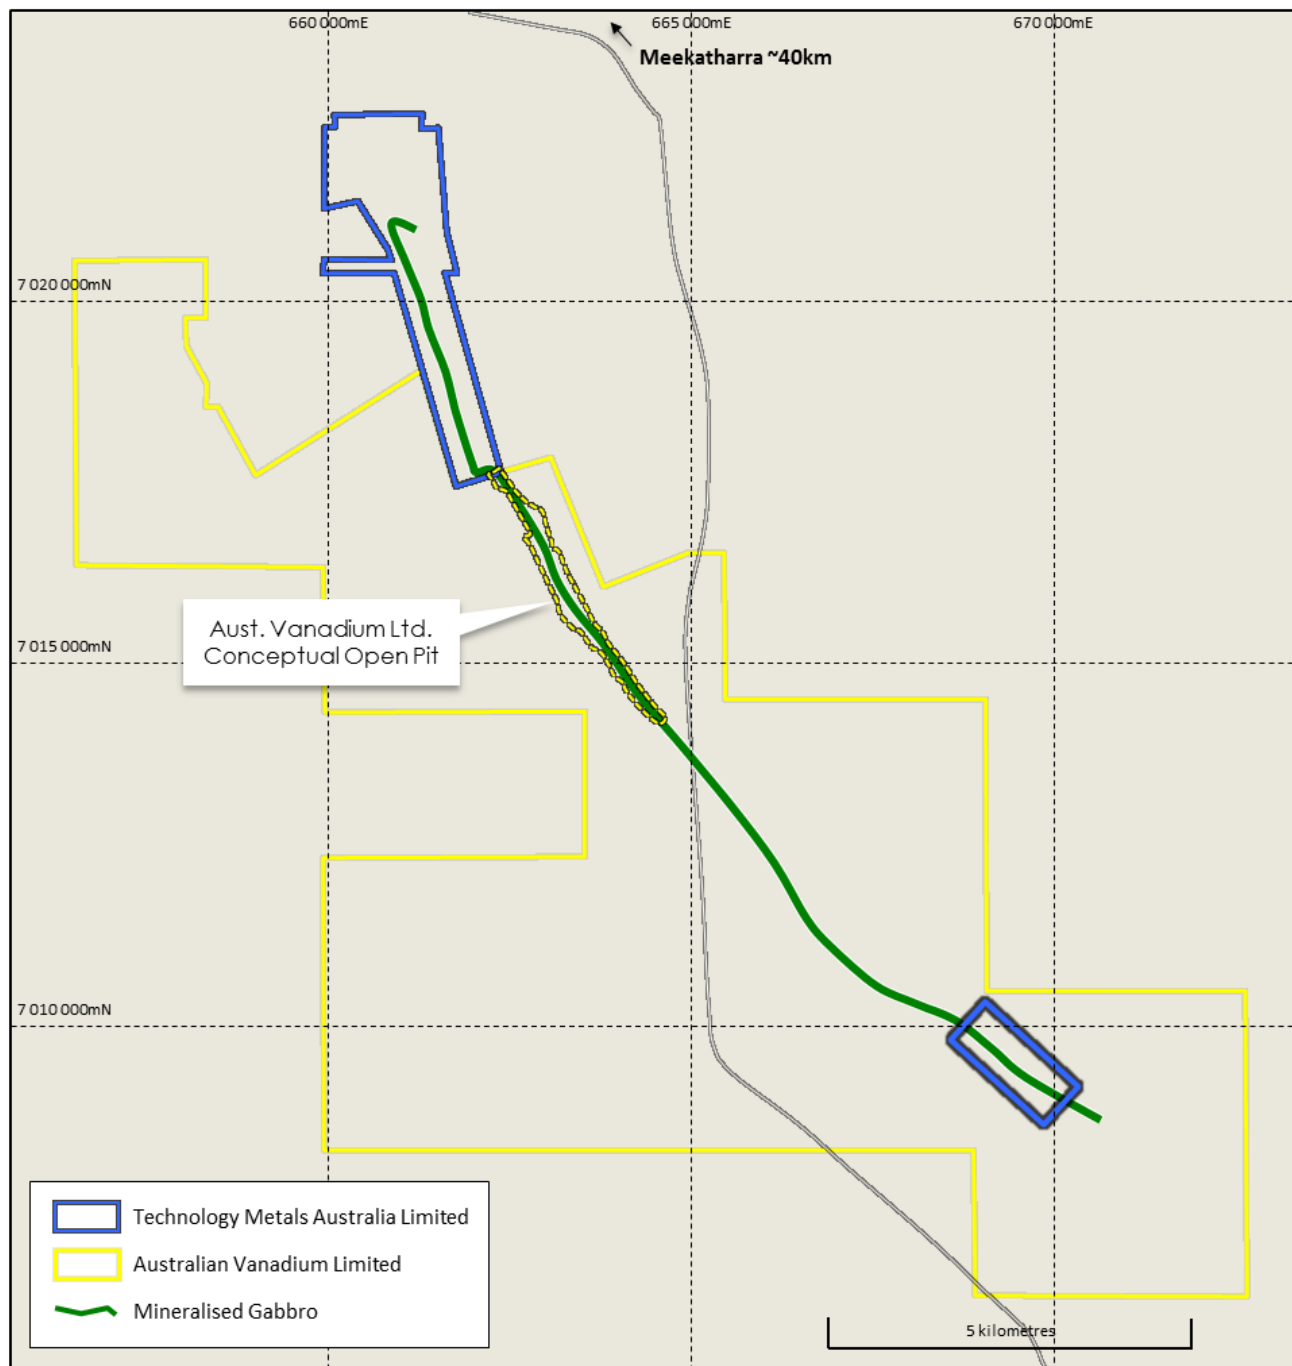 660 000mE
665 000mE
670 000mE
Meekatharra ~40km
7 020 000mN
Aust. Vanadium Ltd.
Conceptual Open Pit
7 015 000mN
7 010 000mN
Technology Metals Australia Limited
Australian Vanadium Limited
Mineralised Gabbro
5 kilometres